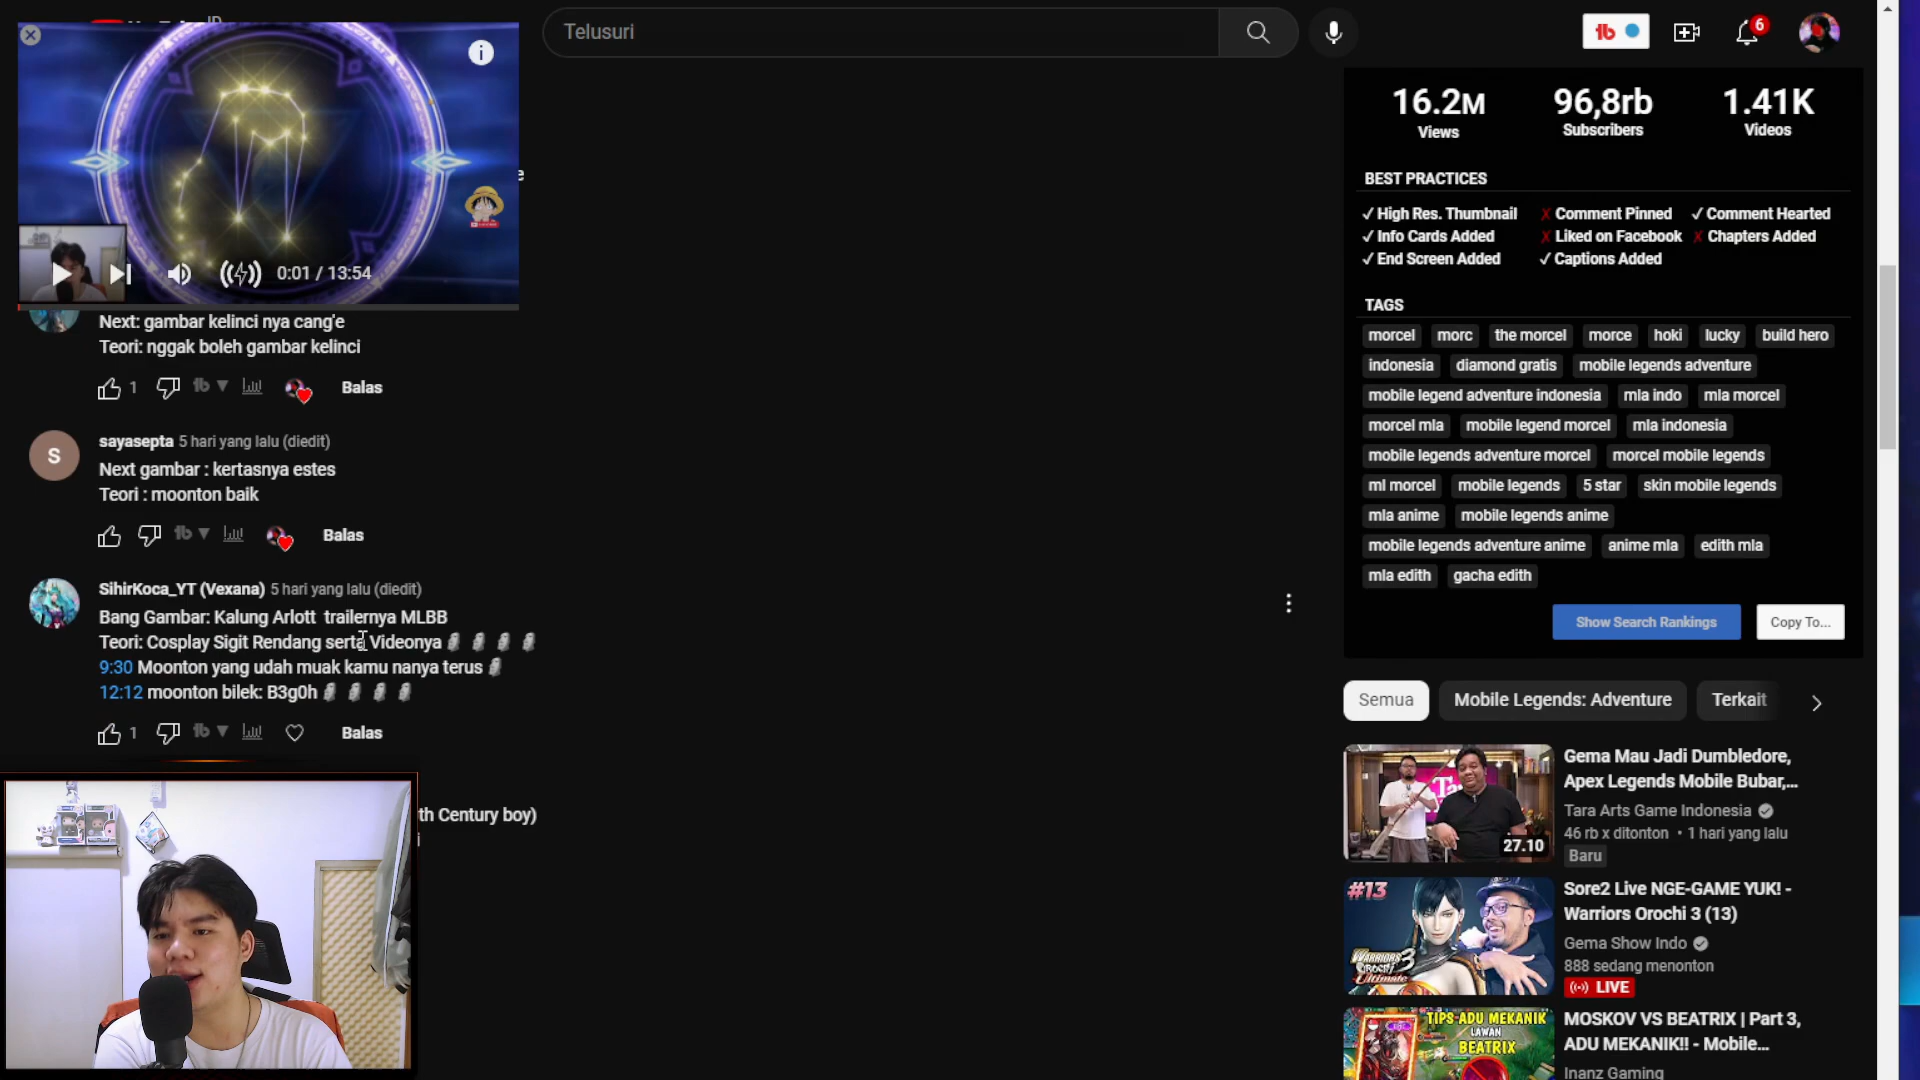 Telusuri
6
0:01 / 13:54
Next: gambar kelinci nya cang'e
Teori: nggak boleh gambar kelinci
1
Balas
S
sayasepta 5 hari yang lalu (diedit)
Next gambar : kertasnya estes
Teori : moonton baik
Balas
SihirKoca_YT (Vexana) 5 hari yang lalu (diedit)
Bang Gambar: Kalung Arlott trailernya MLBB
Teori: Cosplay Sigit Rendang serta Videonya 🗿 🗿 🗿 🗿
9:30 Moonton yang udah muak kamu nanya terus 🗿
12:12 moonton bilek: B3g0h 🗿 🗿 🗿 🗿
1
Balas
th Century boy)
16.2M
Views
96,8rb
Subscribers
1.41K
Videos
BEST PRACTICES
✓ High Res. Thumbnail ✗ Comment Pinned ✓ Comment Hearted
✓ Info Cards Added ✗ Liked on Facebook ✗ Chapters Added
✓ End Screen Added ✓ Captions Added
TAGS
morcel morc the morcel morce hoki lucky build hero
indonesia diamond gratis mobile legends adventure
mobile legend adventure indonesia mla indo mla morcel
morcel mla mobile legend morcel mla indonesia
mobile legends adventure morcel morcel mobile legends
ml morcel mobile legends 5 star skin mobile legends
mla anime mobile legends anime
mobile legends adventure anime anime mla edith mla
mla edith gacha edith
Show Search Rankings Copy To...
Semua Mobile Legends: Adventure Terkait
27.10
Gema Mau Jadi Dumbledore,
Apex Legends Mobile Bubar,...
Tara Arts Game Indonesia
46 rb x ditonton • 1 hari yang lalu
Baru
#13
WARRIORS
OROCHI 3
Ultimate
Sore2 Live NGE-GAME YUK! -
Warriors Orochi 3 (13)
Gema Show Indo
888 sedang menonton
LIVE
TIPS ADU MEKANIK
LAWAN
BEATRIX
MOSKOV VS BEATRIX | Part 3,
ADU MEKANIK!! - Mobile...
Inanz Gaming